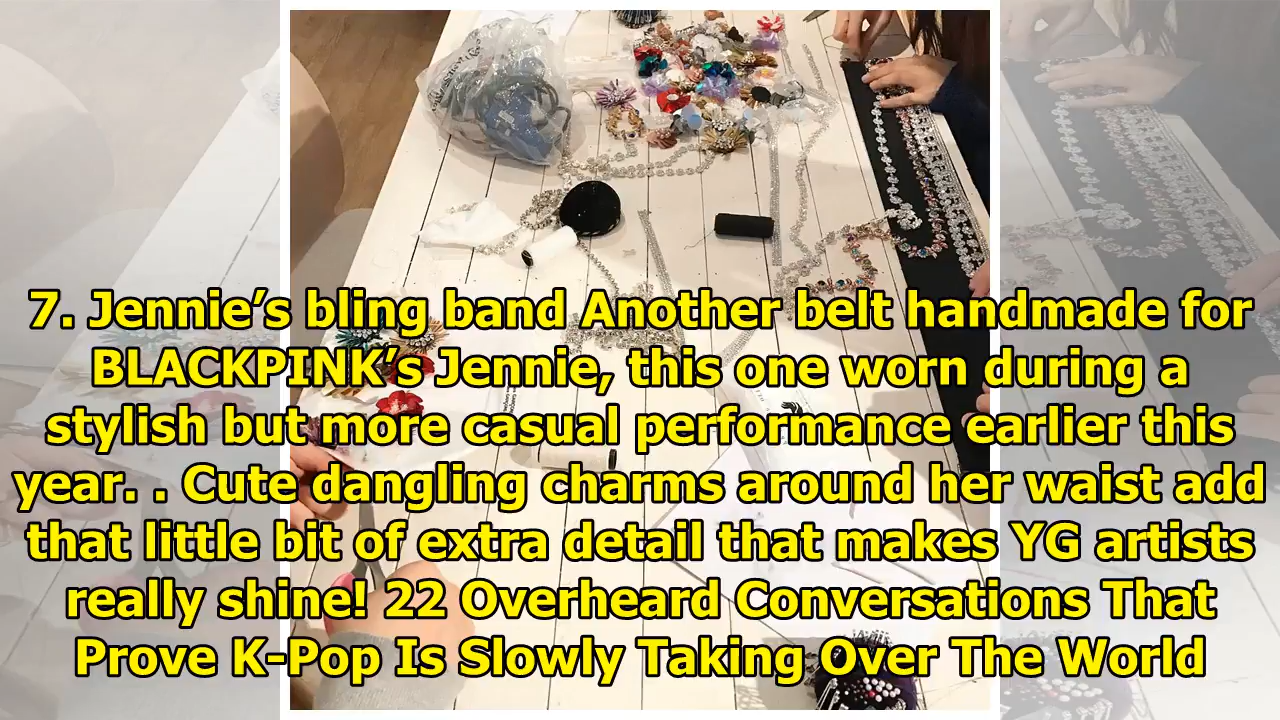 7. Jennie’s bling band Another belt handmade for
BLACKPINK’s Jennie, this one worn during a
stylish but more casual performance earlier this
year. . Cute dangling charms around her waist add
that little bit of extra detail that makes YG artists
really shine! 22 Overheard Conversations That
Prove K-Pop Is Slowly Taking Over The World